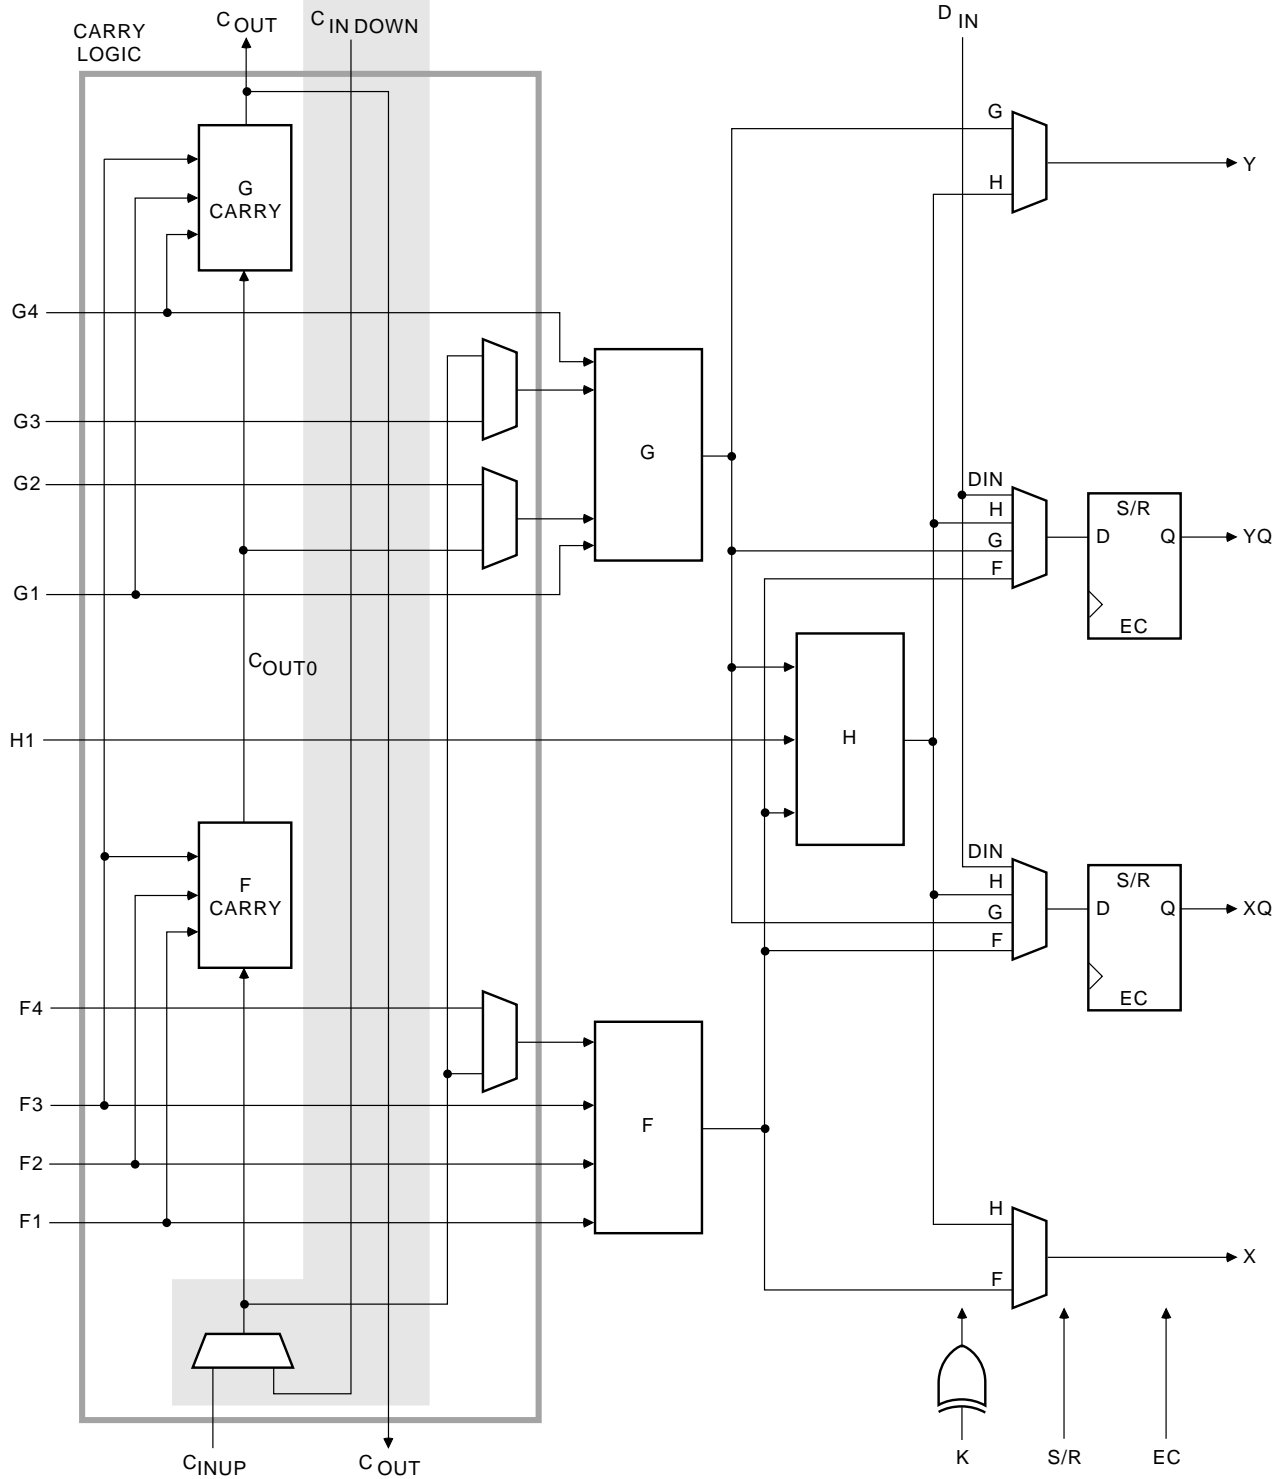 CARRY
LOGIC
C OUT
C IN DOWN
D IN
G
H
Y
G
CARRY
G4
G3
G2
G1
G
DIN
H
G
F
S/R
D
Q
EC
YQ
C OUT0
H1
H
F
CARRY
DIN
H
G
F
S/R
D
Q
EC
XQ
F4
F3
F2
F1
F
H
F
X
C INUP
C OUT
K
S/R
EC